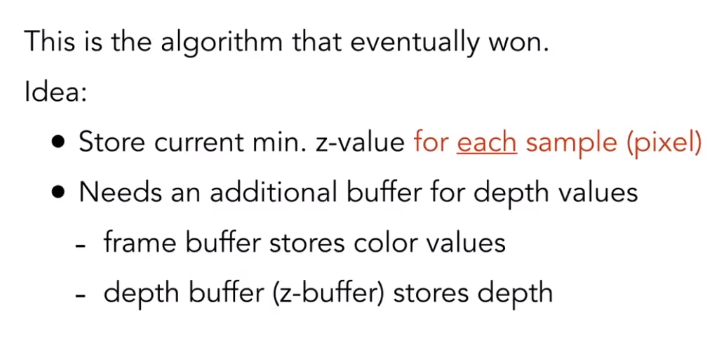 This is the algorithm that eventually won.
Idea:
● Store current min. z-value for each sample (pixel)
● Needs an additional buffer for depth values
- frame buffer stores color values
- depth buffer (z-buffer) stores depth